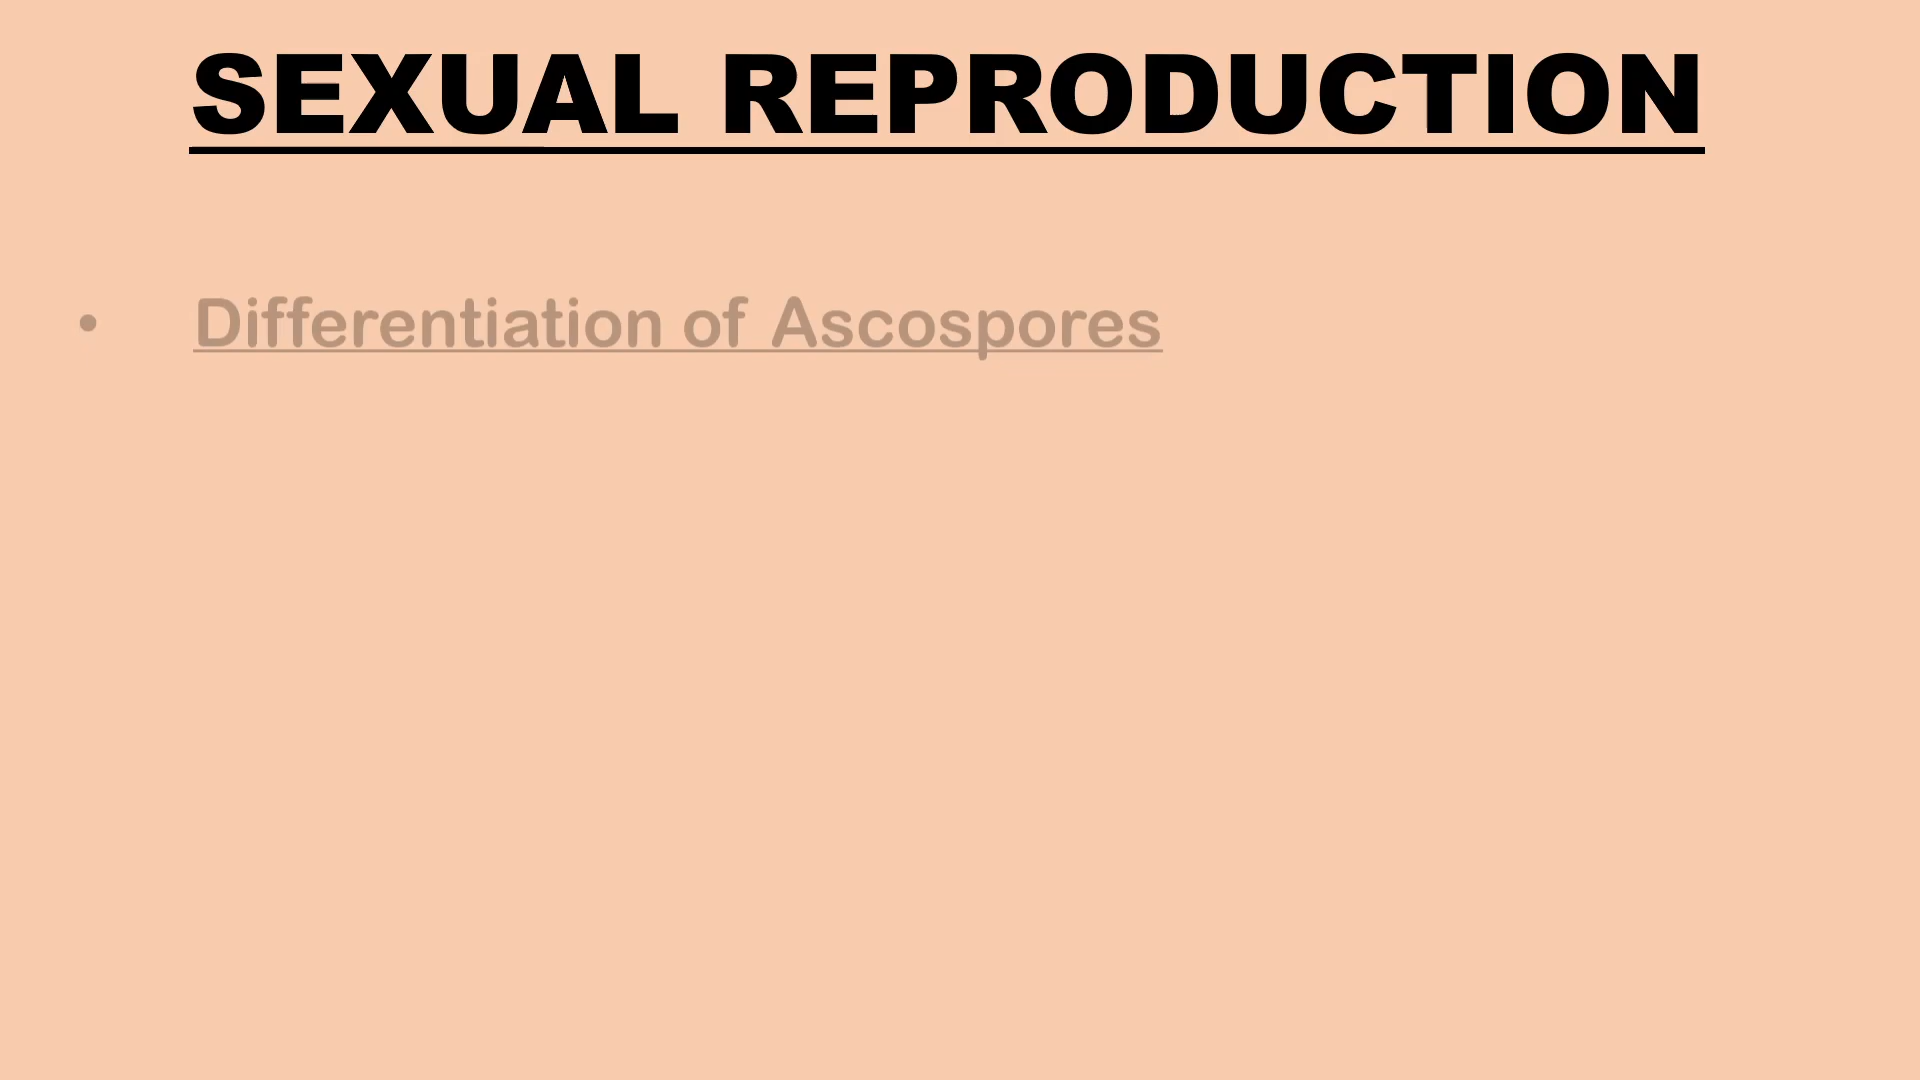 SEXUAL REPRODUCTION
• Differentiation of Ascospores